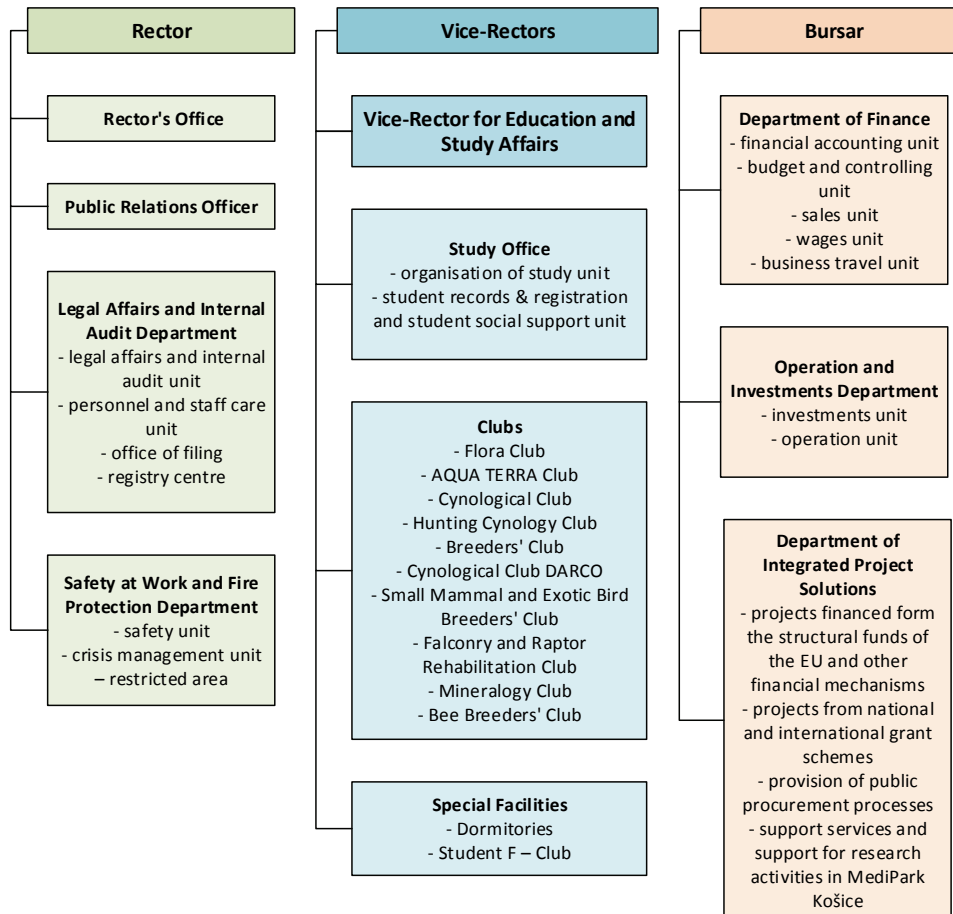 Rector
Rector's Office
Public Relations Officer
Legal Affairs and Internal
Audit Department
- legal affairs and internal
audit unit
- personnel and staff care
unit
- office of filing
- registry centre
Safety at Work and Fire
Protection Department
- safety unit
- crisis management unit
– restricted area
Vice-Rectors
Vice-Rector for Education and
Study Affairs
Study Office
- organisation of study unit
- student records & registration
and student social support unit
Clubs
- Flora Club
- AQUA TERRA Club
- Cynological Club
- Hunting Cynology Club
- Breeders' Club
- Cynological Club DARCO
- Small Mammal and Exotic Bird
Breeders' Club
- Falconry and Raptor
Rehabilitation Club
- Mineralogy Club
- Bee Breeders' Club
Special Facilities
- Dormitories
- Student F – Club
Bursar
Department of Finance
- financial accounting unit
- budget and controlling
unit
- sales unit
- wages unit
- business travel unit
Operation and
Investments Department
- investments unit
- operation unit
Department of
Integrated Project
Solutions
- projects financed form
the structural funds of
the EU and other
financial mechanisms
- projects from national
and international grant
schemes
- provision of public
procurement processes
- support services and
support for research
activities in MediPark
Košice